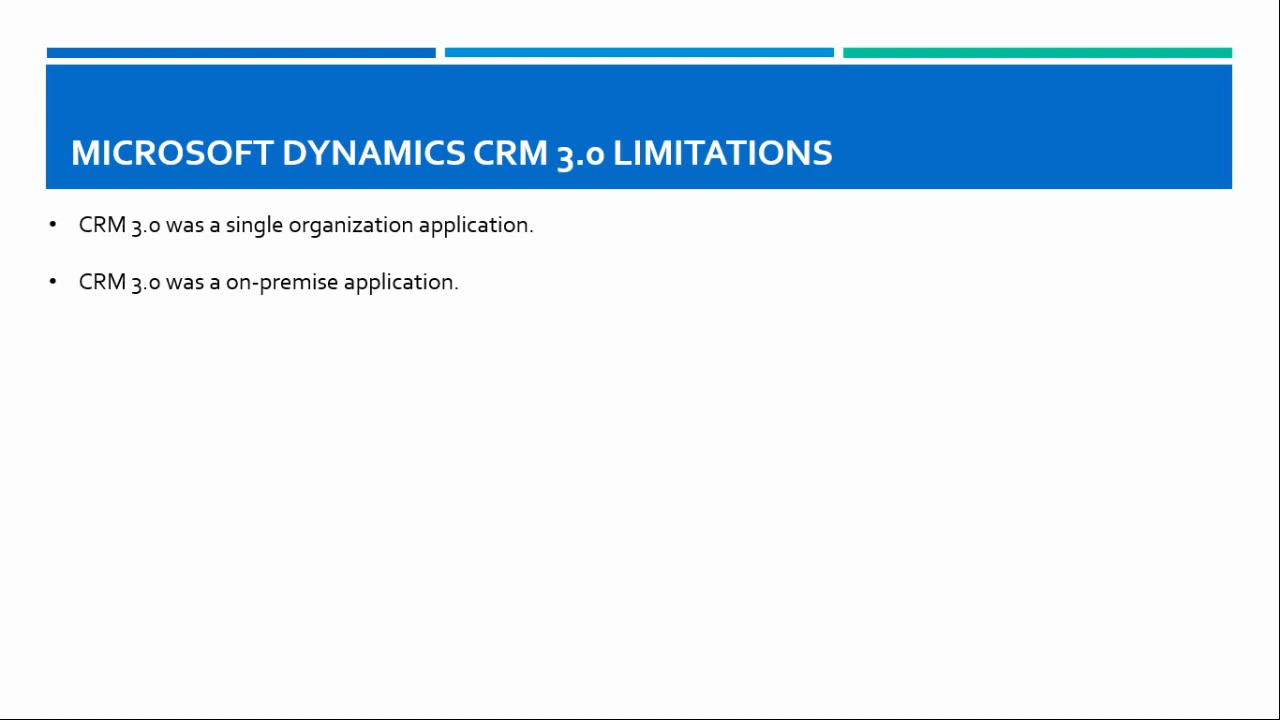 MICROSOFT DYNAMICS CRM 3.0 LIMITATIONS
• CRM 3.0 was a single organization application.
• CRM 3.0 was a on-premise application.